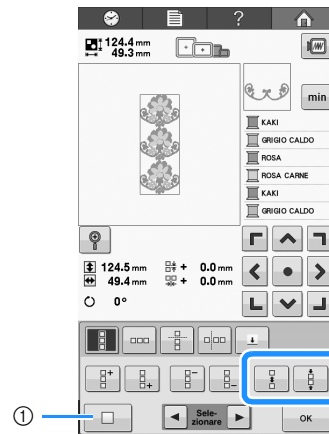 ?
124.4 mm
49.3 mm
min
KAKI
GRIGIO CALDO
ROSA
ROSA CARNE
KAKI
GRIGIO CALDO
124.5 mm + 0.0 mm
49.4 mm + 0.0 mm
0°
Sele-
zionare
OK
①